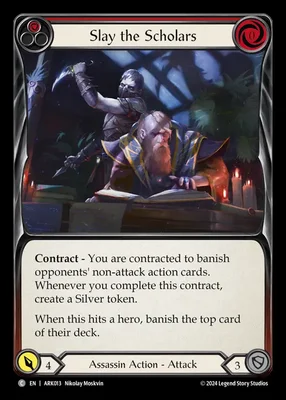 Slay the Scholars
Contract - You are contracted to banish
opponents' non-attack action cards.
Whenever you complete this contract,
create a Silver token.
When this hits a hero, banish the top card
of their deck.
4
Assassin Action - Attack
3
C EN | ARK013 Nikolay Moskvin
© 2024 Legend Story Studios